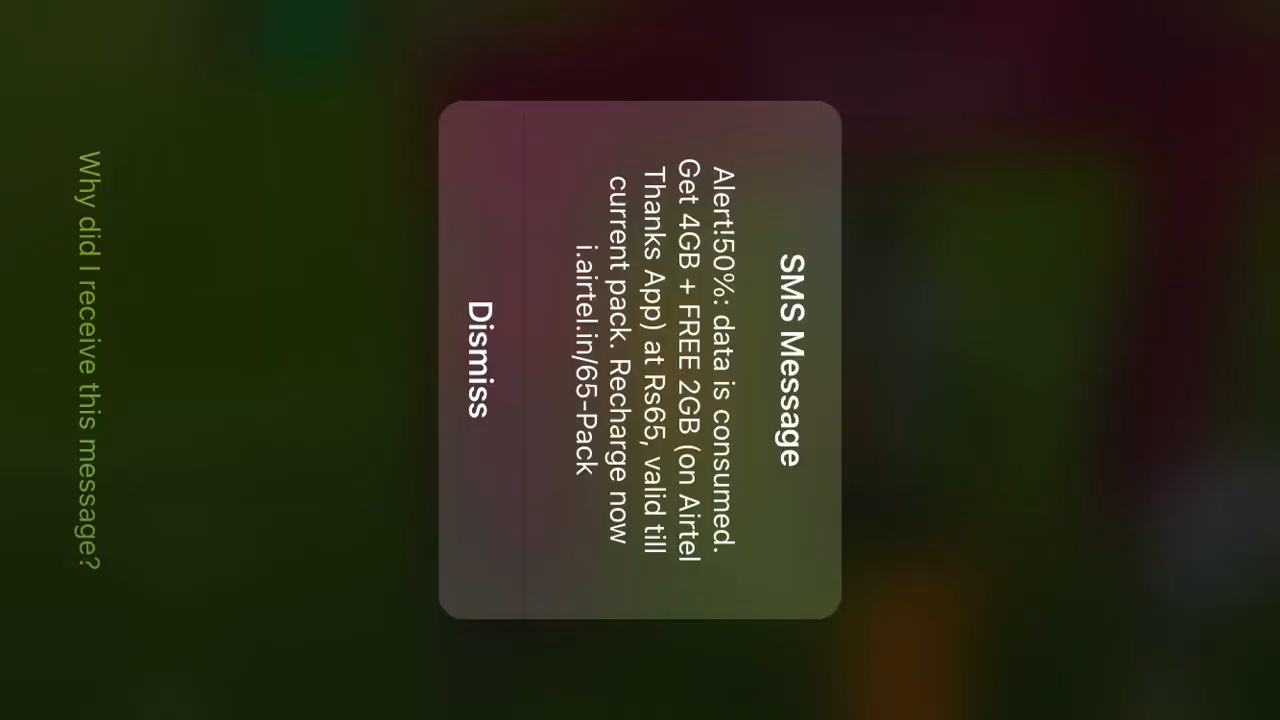 SMS Message
Alert!50%: data is consumed.
Get 4GB + FREE 2GB (on Airtel
Thanks App) at Rs65, valid till
current pack. Recharge now
i.airtel.in/65-Pack
Dismiss
Why did I receive this message?